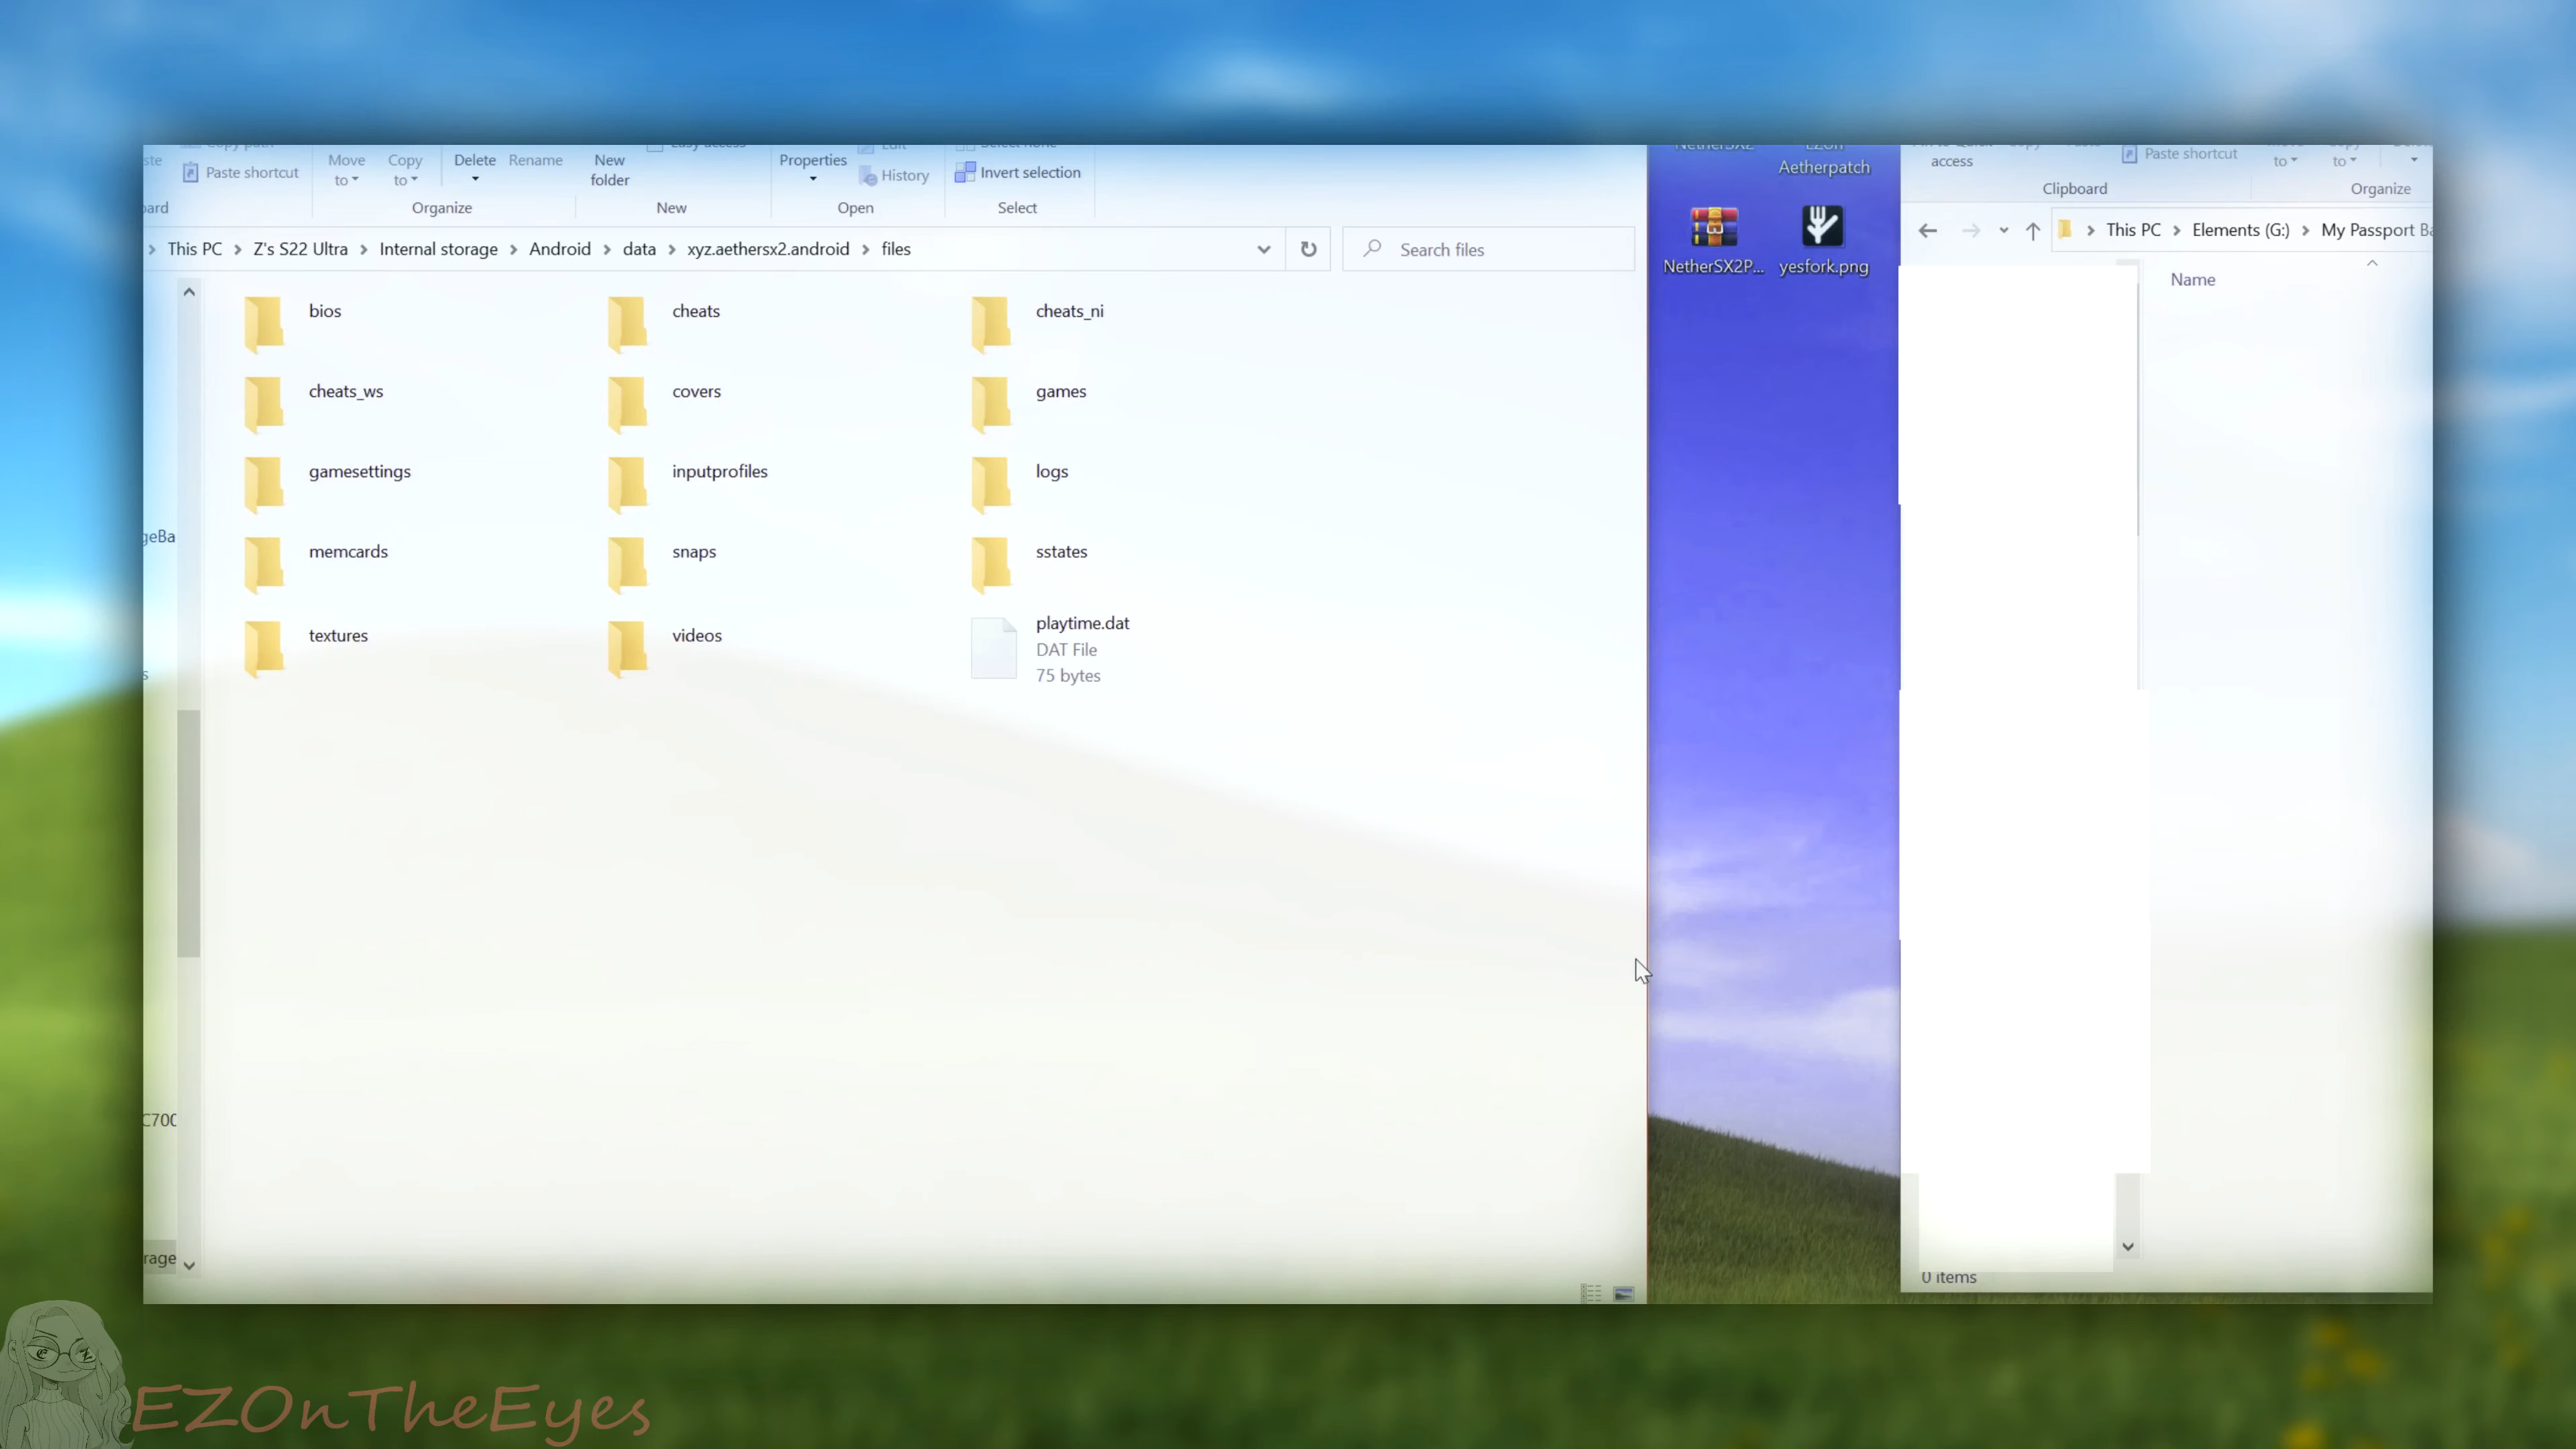 Paste shortcut
Move to
Copy to
Delete
Rename
New folder
Properties
History
Invert selection
Organize
New
Open
Select
This PC > Z's S22 Ultra > Internal storage > Android > data > xyz.aethersx2.android > files
Search files
bios
cheats
cheats_ni
cheats_ws
covers
games
gamesettings
inputprofiles
logs
memcards
snaps
sstates
textures
videos
playtime.dat
DAT File
75 bytes
Aetherpatch
NetherSX2P...
yesfork.png
access
Paste shortcut
to
to
Clipboard
Organize
This PC > Elements (G:) > My Passport Ba
Name
0 items
EZOnTheEyes